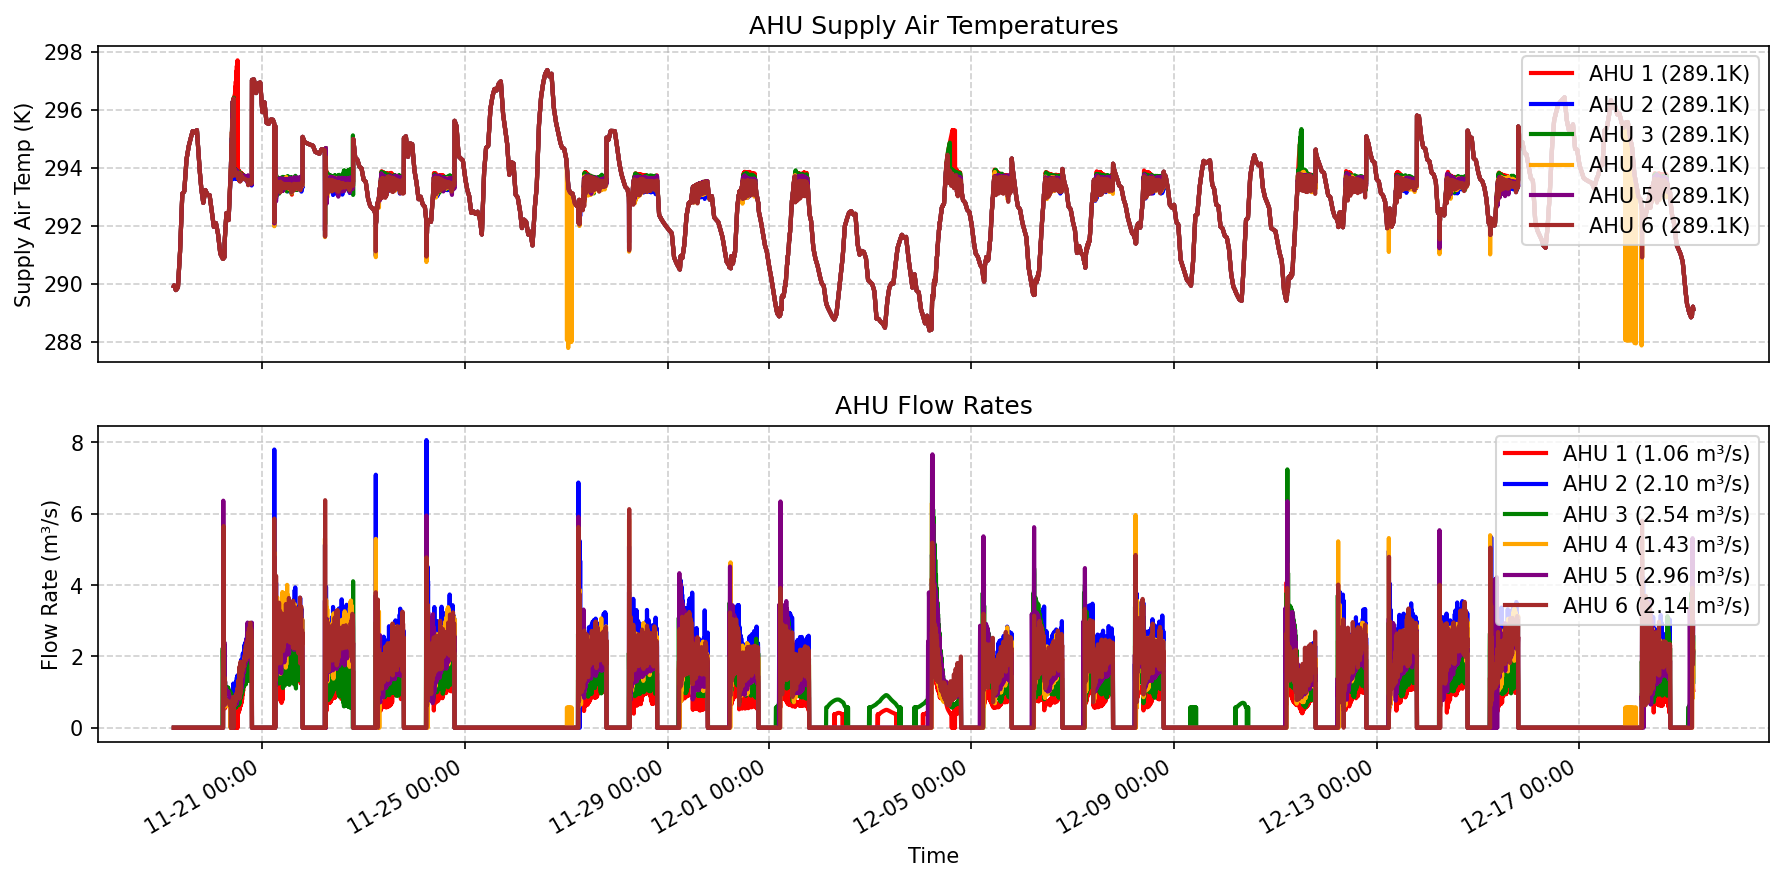 AHU Supply Air Temperatures
Supply Air Temp (K)
298
296
294
292
290
288
AHU 1 (289.1K)
AHU 2 (289.1K)
AHU 3 (289.1K)
AHU 4 (289.1K)
AHU 5 (289.1K)
AHU 6 (289.1K)
AHU Flow Rates
Flow Rate (m³/s)
8
6
4
2
0
AHU 1 (1.06 m³/s)
AHU 2 (2.10 m³/s)
AHU 3 (2.54 m³/s)
AHU 4 (1.43 m³/s)
AHU 5 (2.96 m³/s)
AHU 6 (2.14 m³/s)
11-21 00:00
11-25 00:00
11-29 00:00
12-01 00:00
12-05 00:00
12-09 00:00
12-13 00:00
12-17 00:00
Time